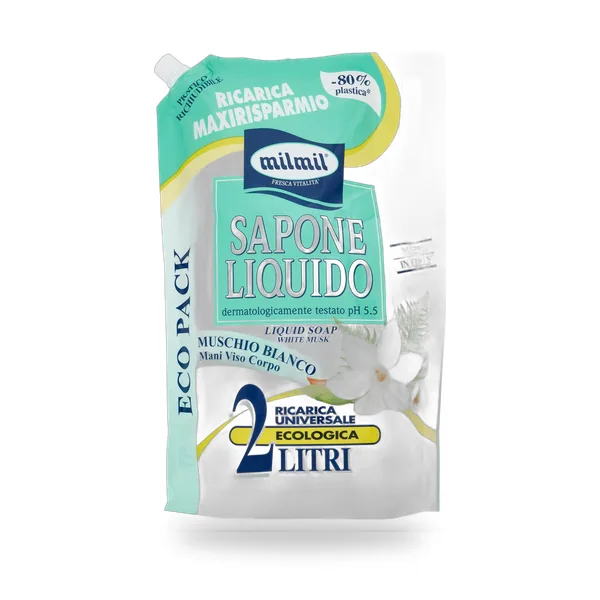 PRATICO
RICHIUDIBILE
RICARICA
MAXIRISPARMIO
-80%
plastica*
milmil®
FRESCA VITALITÀ
SAPONE
LIQUIDO
dermatologicamente testato pH 5.5
LIQUID SOAP
WHITE MUSK
MUSCHIO BIANCO
Mani Viso Corpo
ECO PACK
2
RICARICA
UNIVERSALE
ECOLOGICA
LITRI